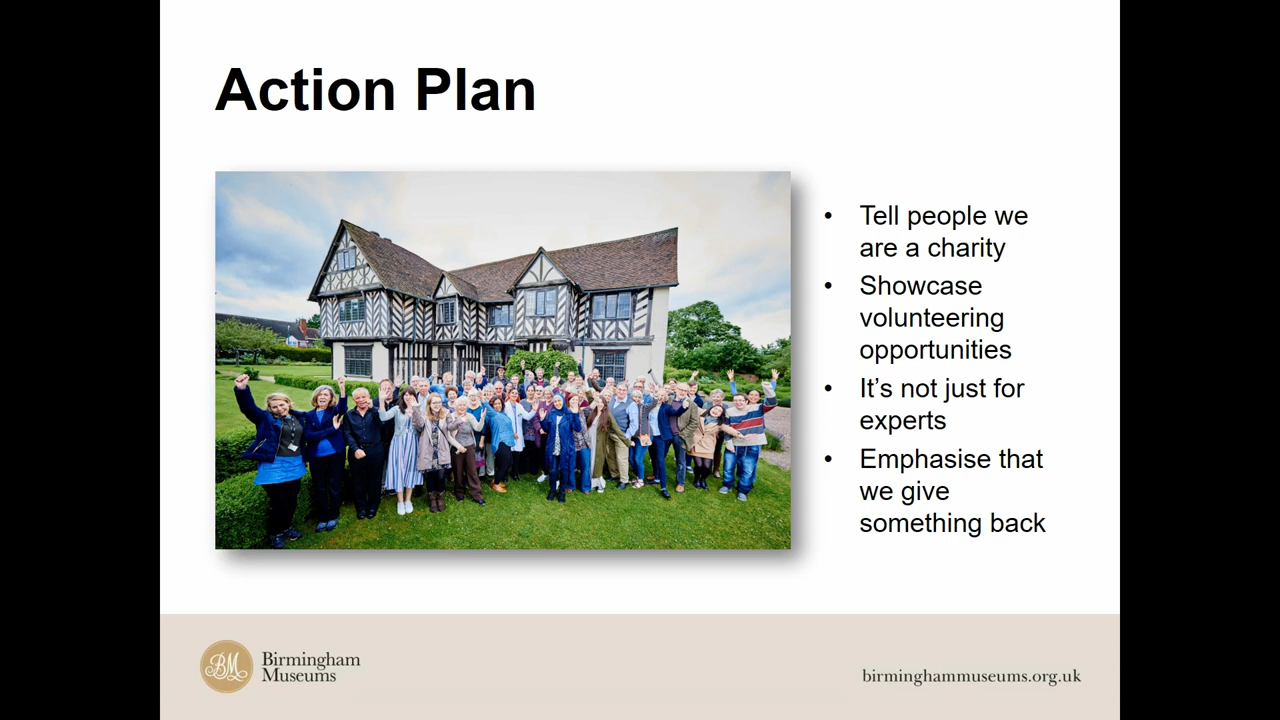 Action Plan
• Tell people we
are a charity
• Showcase
volunteering
opportunities
• It’s not just for
experts
• Emphasise that
we give
something back
BM Birmingham
Museums
birminghammuseums.org.uk